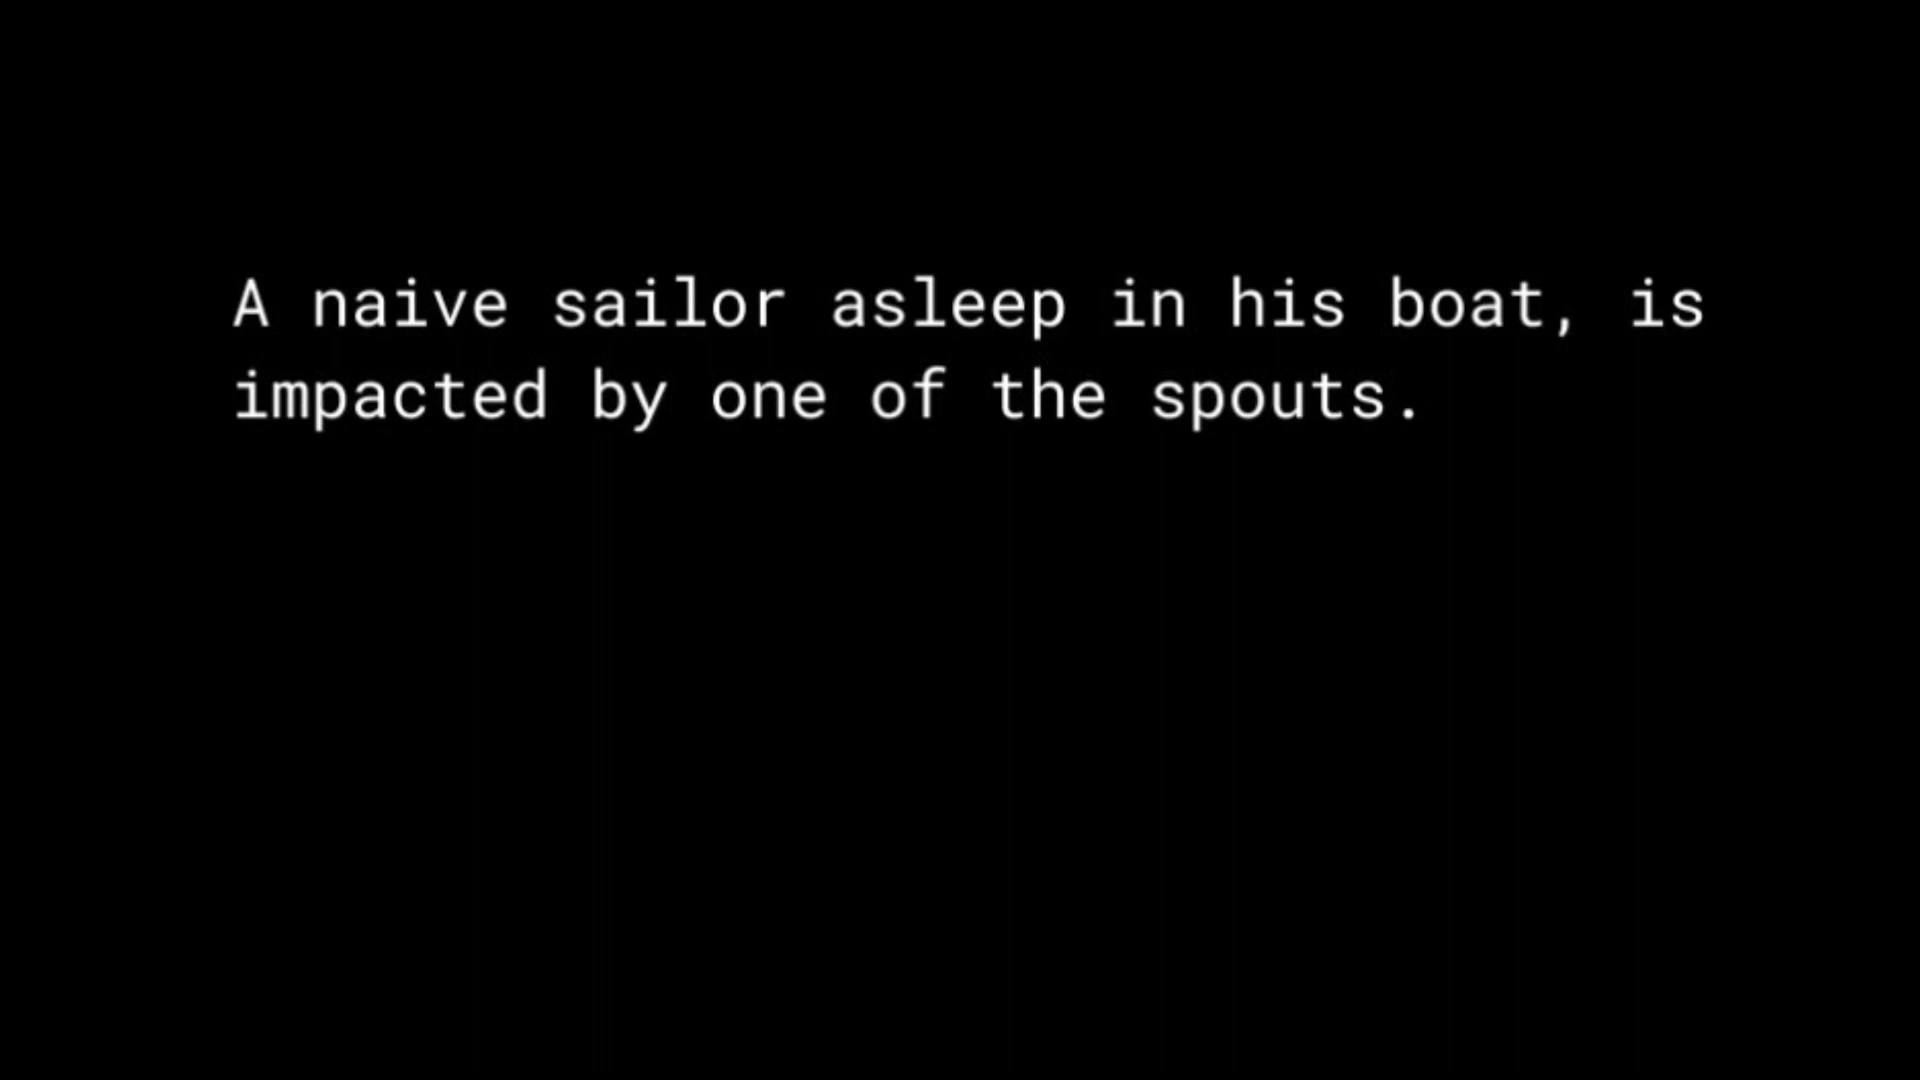 A naive sailor asleep in his boat, is
impacted by one of the spouts.